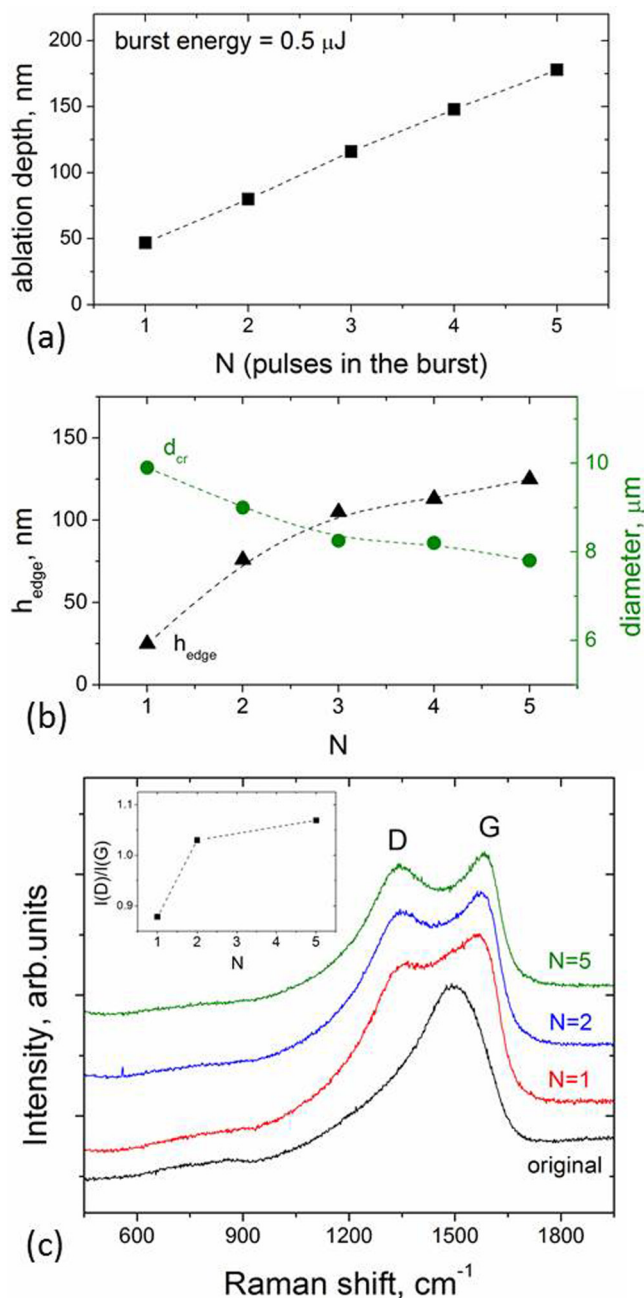 burst energy = 0.5 μJ
200
150
100
50
0
ablation depth, nm
1 2 3 4 5
N (pulses in the burst)
(a)
150
125
100
75
50
25
0
h_edge, nm
d_cr
h_edge
10
8
6
diameter, μm
1 2 3 4 5
N
(b)
1.1
1.0
0.9
I(D)/I(G)
1 2 3 4 5
N
D
G
N=5
N=2
N=1
original
Intensity, arb.units
600 900 1200 1500 1800
Raman shift, cm⁻¹
(c)